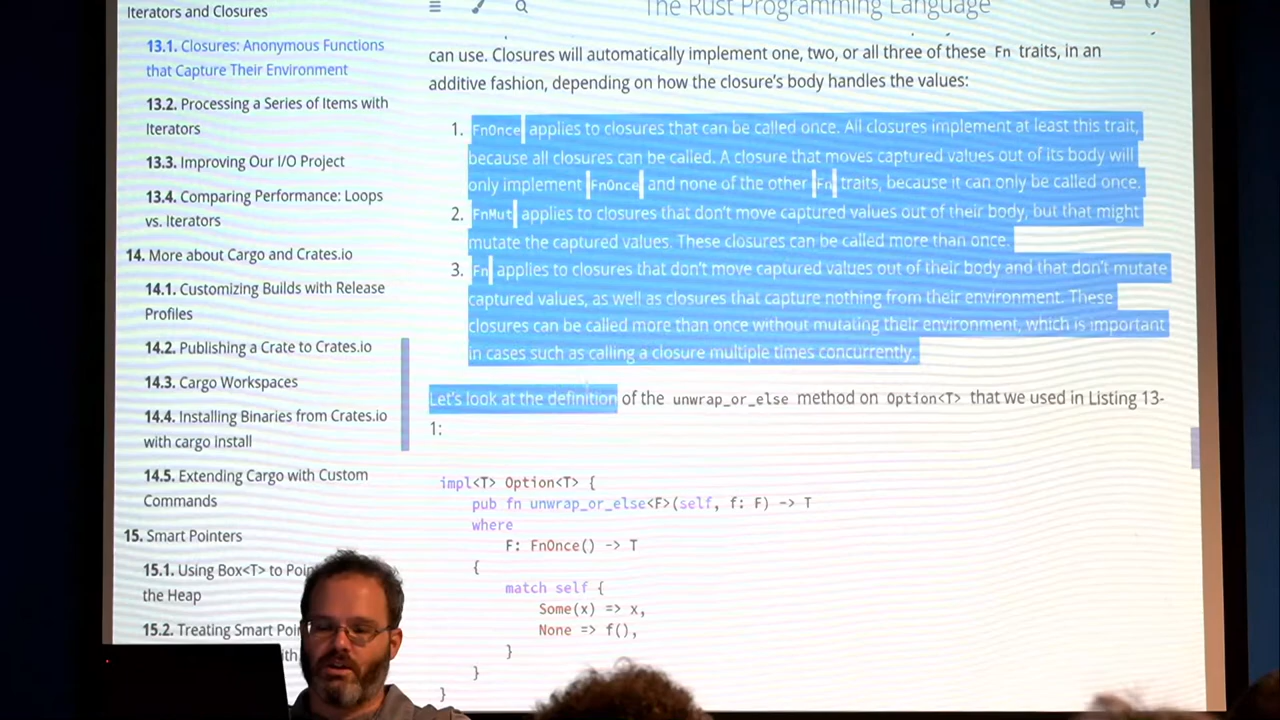 Iterators and Closures
13.1. Closures: Anonymous Functions
that Capture Their Environment
13.2. Processing a Series of Items with
Iterators
13.3. Improving Our I/O Project
13.4. Comparing Performance: Loops
vs. Iterators
14. More about Cargo and Crates.io
14.1. Customizing Builds with Release
Profiles
14.2. Publishing a Crate to Crates.io
14.3. Cargo Workspaces
14.4. Installing Binaries from Crates.io
with cargo install
14.5. Extending Cargo with Custom
Commands
15. Smart Pointers
15.1. Using Box<T> to
the Heap
15.2. Treating Smart
The Rust Programming Language
can use. Closures will automatically implement one, two, or all three of these Fn traits, in an
additive fashion, depending on how the closure's body handles the values:
1. FnOnce applies to closures that can be called once. All closures implement at least this trait,
because all closures can be called. A closure that moves captured values out of its body will
only implement FnOnce and none of the other Fn traits, because it can only be called once.
2. FnMut applies to closures that don't move captured values out of their body, but that might
mutate the captured values. These closures can be called more than once.
3. Fn applies to closures that don't move captured values out of their body and that don't mutate
captured values, as well as closures that capture nothing from their environment. These
closures can be called more than once without mutating their environment, which is important
in cases such as calling a closure multiple times concurrently.
Let's look at the definition of the unwrap_or_else method on Option<T> that we used in Listing 13-
1:
impl<T> Option<T> {
pub fn unwrap_or_else<F>(self, f: F) -> T
where
F: FnOnce() -> T
{
match self {
Some(x) => x,
None => f(),
}
}
}